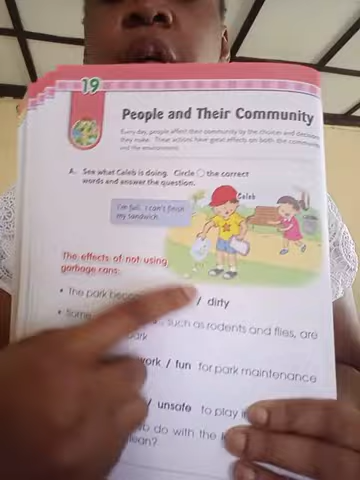 19
People and Their Community
Every day, people affect their community by the choices and decisions
they make. These actions have great effects on both the community
and the environment.
A. See what Caleb is doing. Circle the correct
words and answer the question.
Caleb
I'm full. I can't finish
my sandwich.
The effects of not using
garbage cans:
• The park / dirty
• Some such as rodents and flies, are
work / fun for park maintenance
/ unsafe to play
do with the